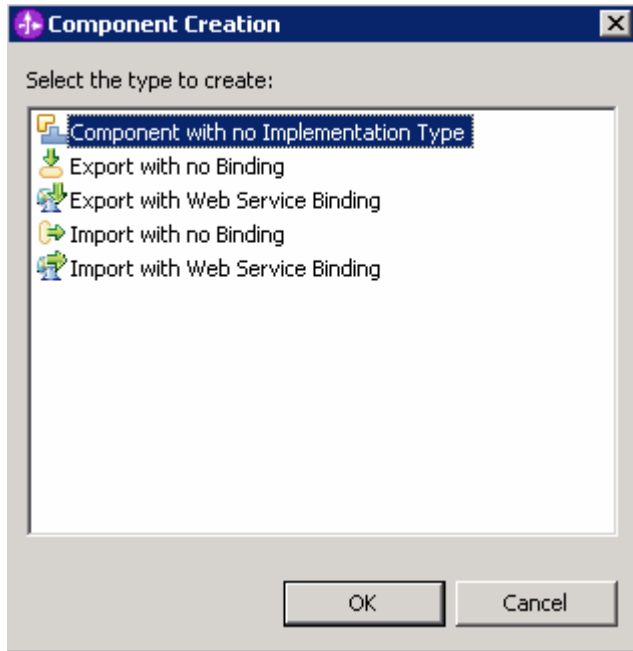 Component Creation
Select the type to create:
Component with no Implementation Type
Export with no Binding
Export with Web Service Binding
Import with no Binding
Import with Web Service Binding
OK Cancel